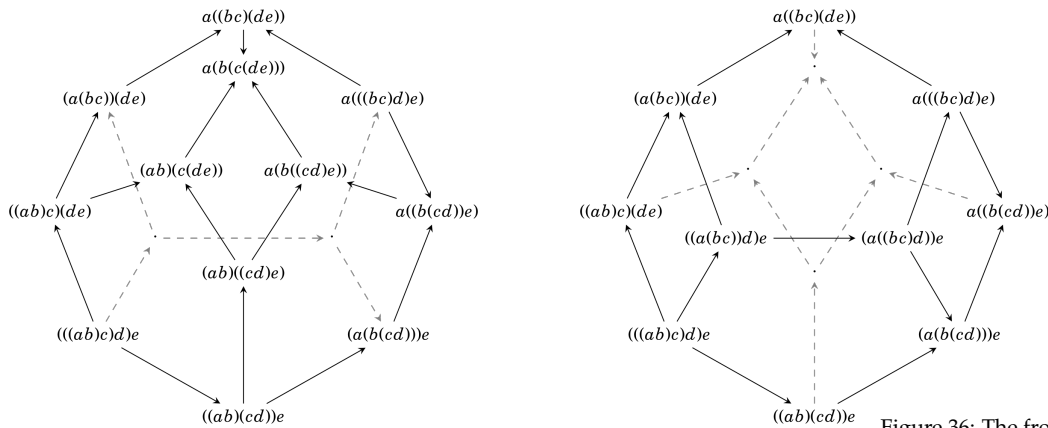 a((bc)(de))
a(b(c(de)))
(a(bc))(de)
a(((bc)d)e)
(ab)(c(de))
a(b((cd)e))
((ab)c)(de)
a((b(cd))e)
(ab)((cd)e)
(((ab)c)d)e
(a(b(cd)))e
((ab)(cd))e
a((bc)(de))
(a(bc))(de)
a(((bc)d)e)
((ab)c)(de)
a((b(cd))e)
((a(bc))d)e
(a((bc)d))e
(((ab)c)d)e
(a(b(cd)))e
((ab)(cd))e
Figure 36: The fro